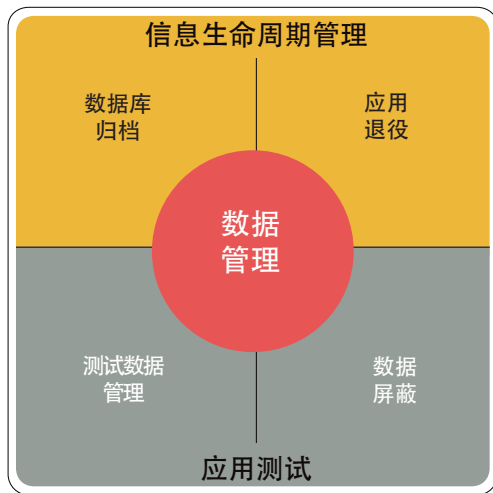 信息生命周期管理
数据库
归档
应用
退役
数据
管理
测试数据
管理
数据
屏蔽
应用测试